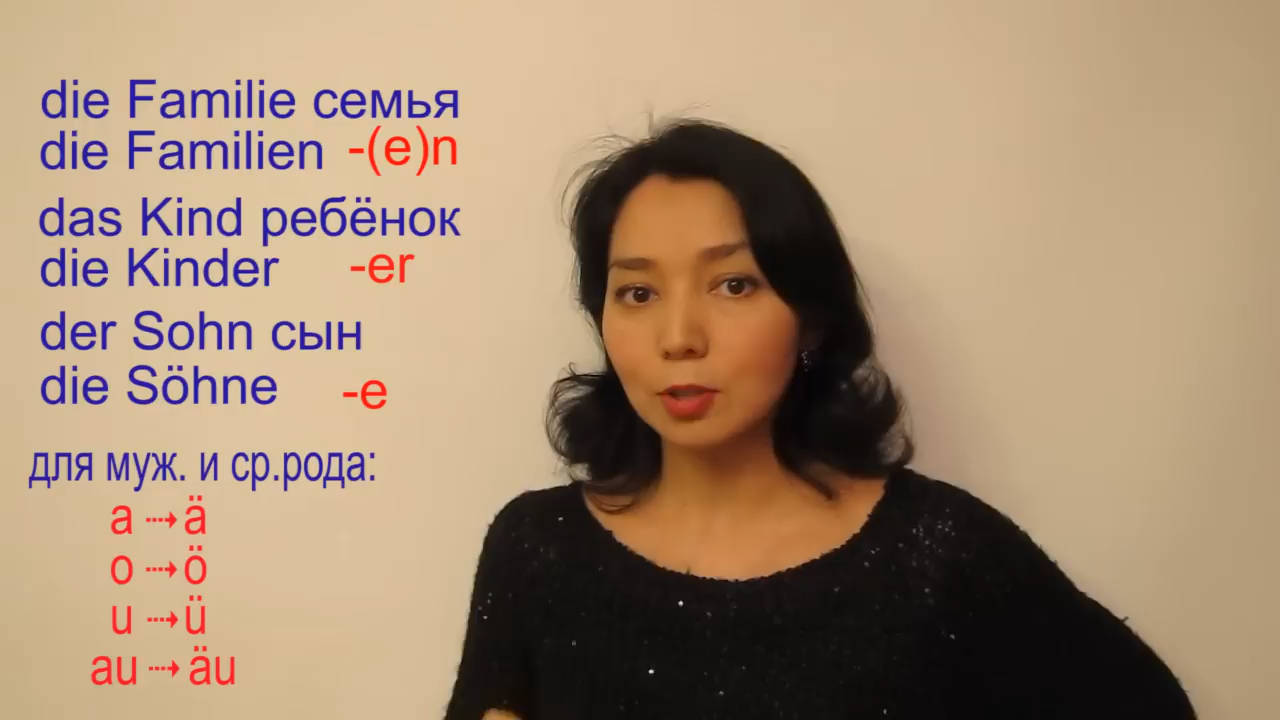 die Familie семья
die Familien -(e)n
das Kind ребёнок
die Kinder -er
der Sohn сын
die Söhne -e
для муж. и ср.рода:
a ⇢ ä
o ⇢ ö
u ⇢ ü
au ⇢ äu